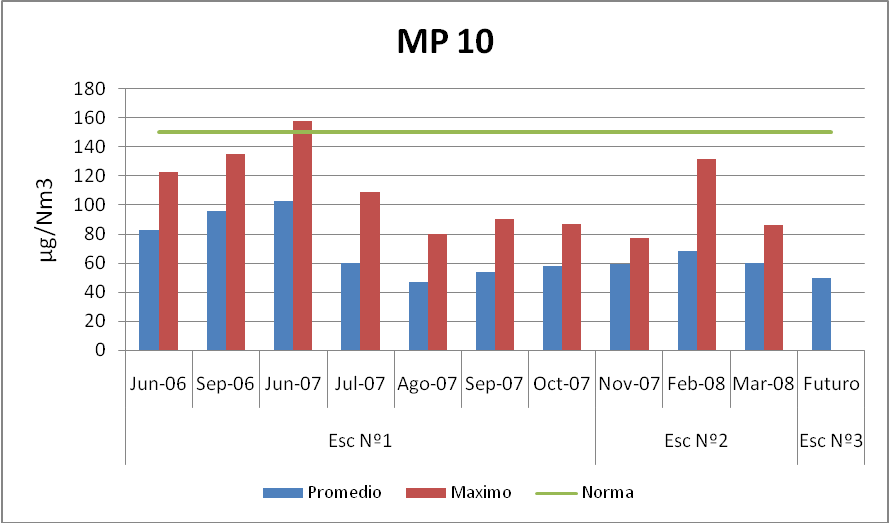 MP 10
µg/Nm3
180
160
140
120
100
80
60
40
20
0
Jun-06 Sep-06 Jun-07 Jul-07 Ago-07 Sep-07 Oct-07 Nov-07 Feb-08 Mar-08 Futuro
Esc Nº1 Esc Nº2 Esc Nº3
Promedio Maximo Norma